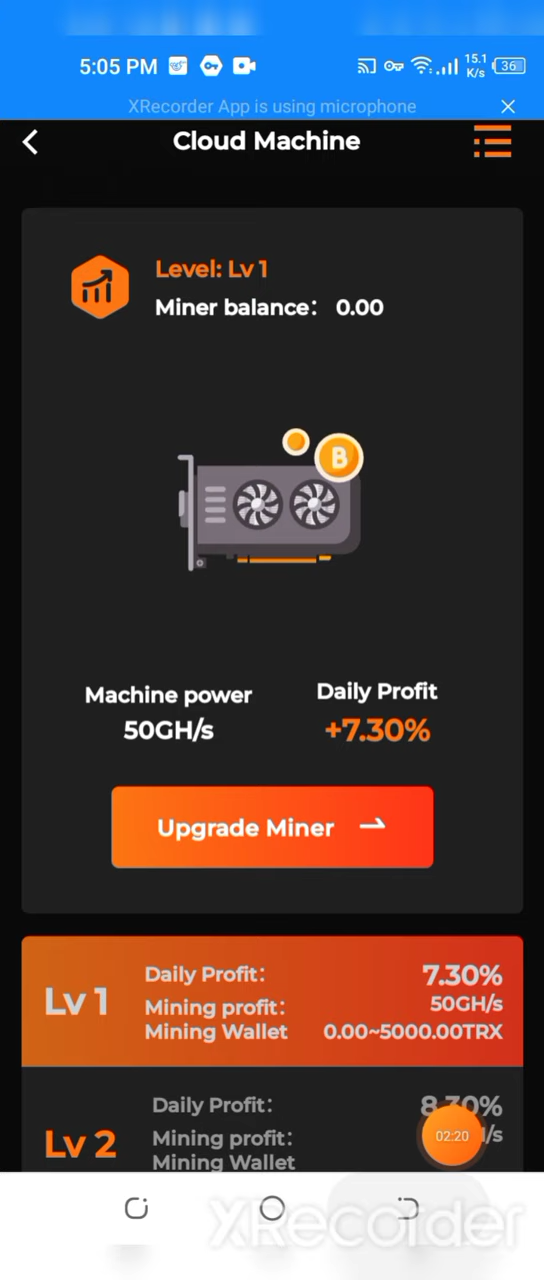 5:05 PM
15.1
K/s
36
XRecorder App is using microphone
Cloud Machine
Level: Lv 1
Miner balance: 0.00
B
Machine power
50GH/s
Daily Profit
+7.30%
Upgrade Miner
Lv 1
Daily Profit: 7.30%
Mining profit: 50GH/s
Mining Wallet 0.00~5000.00TRX
Lv 2
Daily Profit:
Mining profit:
Mining Wallet
02:20
XRecorder